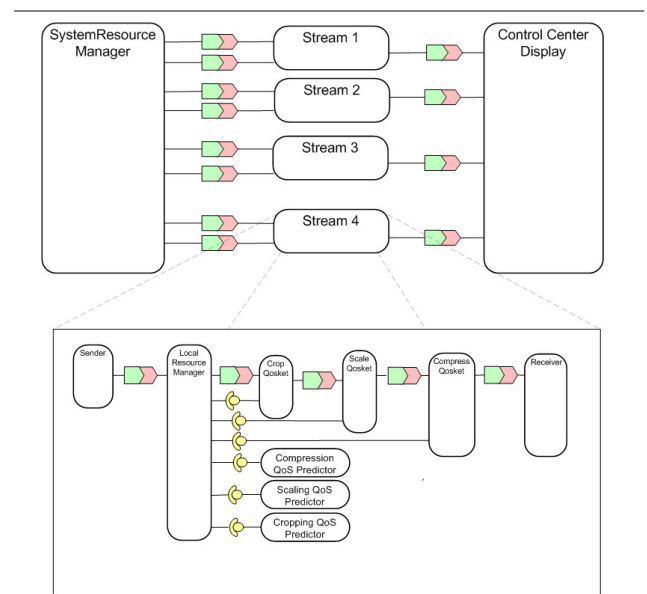 SystemResource
Manager
Stream 1
Control Center
Display
Stream 2
Stream 3
Stream 4
Sender
Local
Resource
Manager
Crop
Qosket
Scale
Qosket
Compress
Qosket
Receiver
Compression
QoS Predictor
Scaling QoS
Predictor
Cropping QoS
Predictor